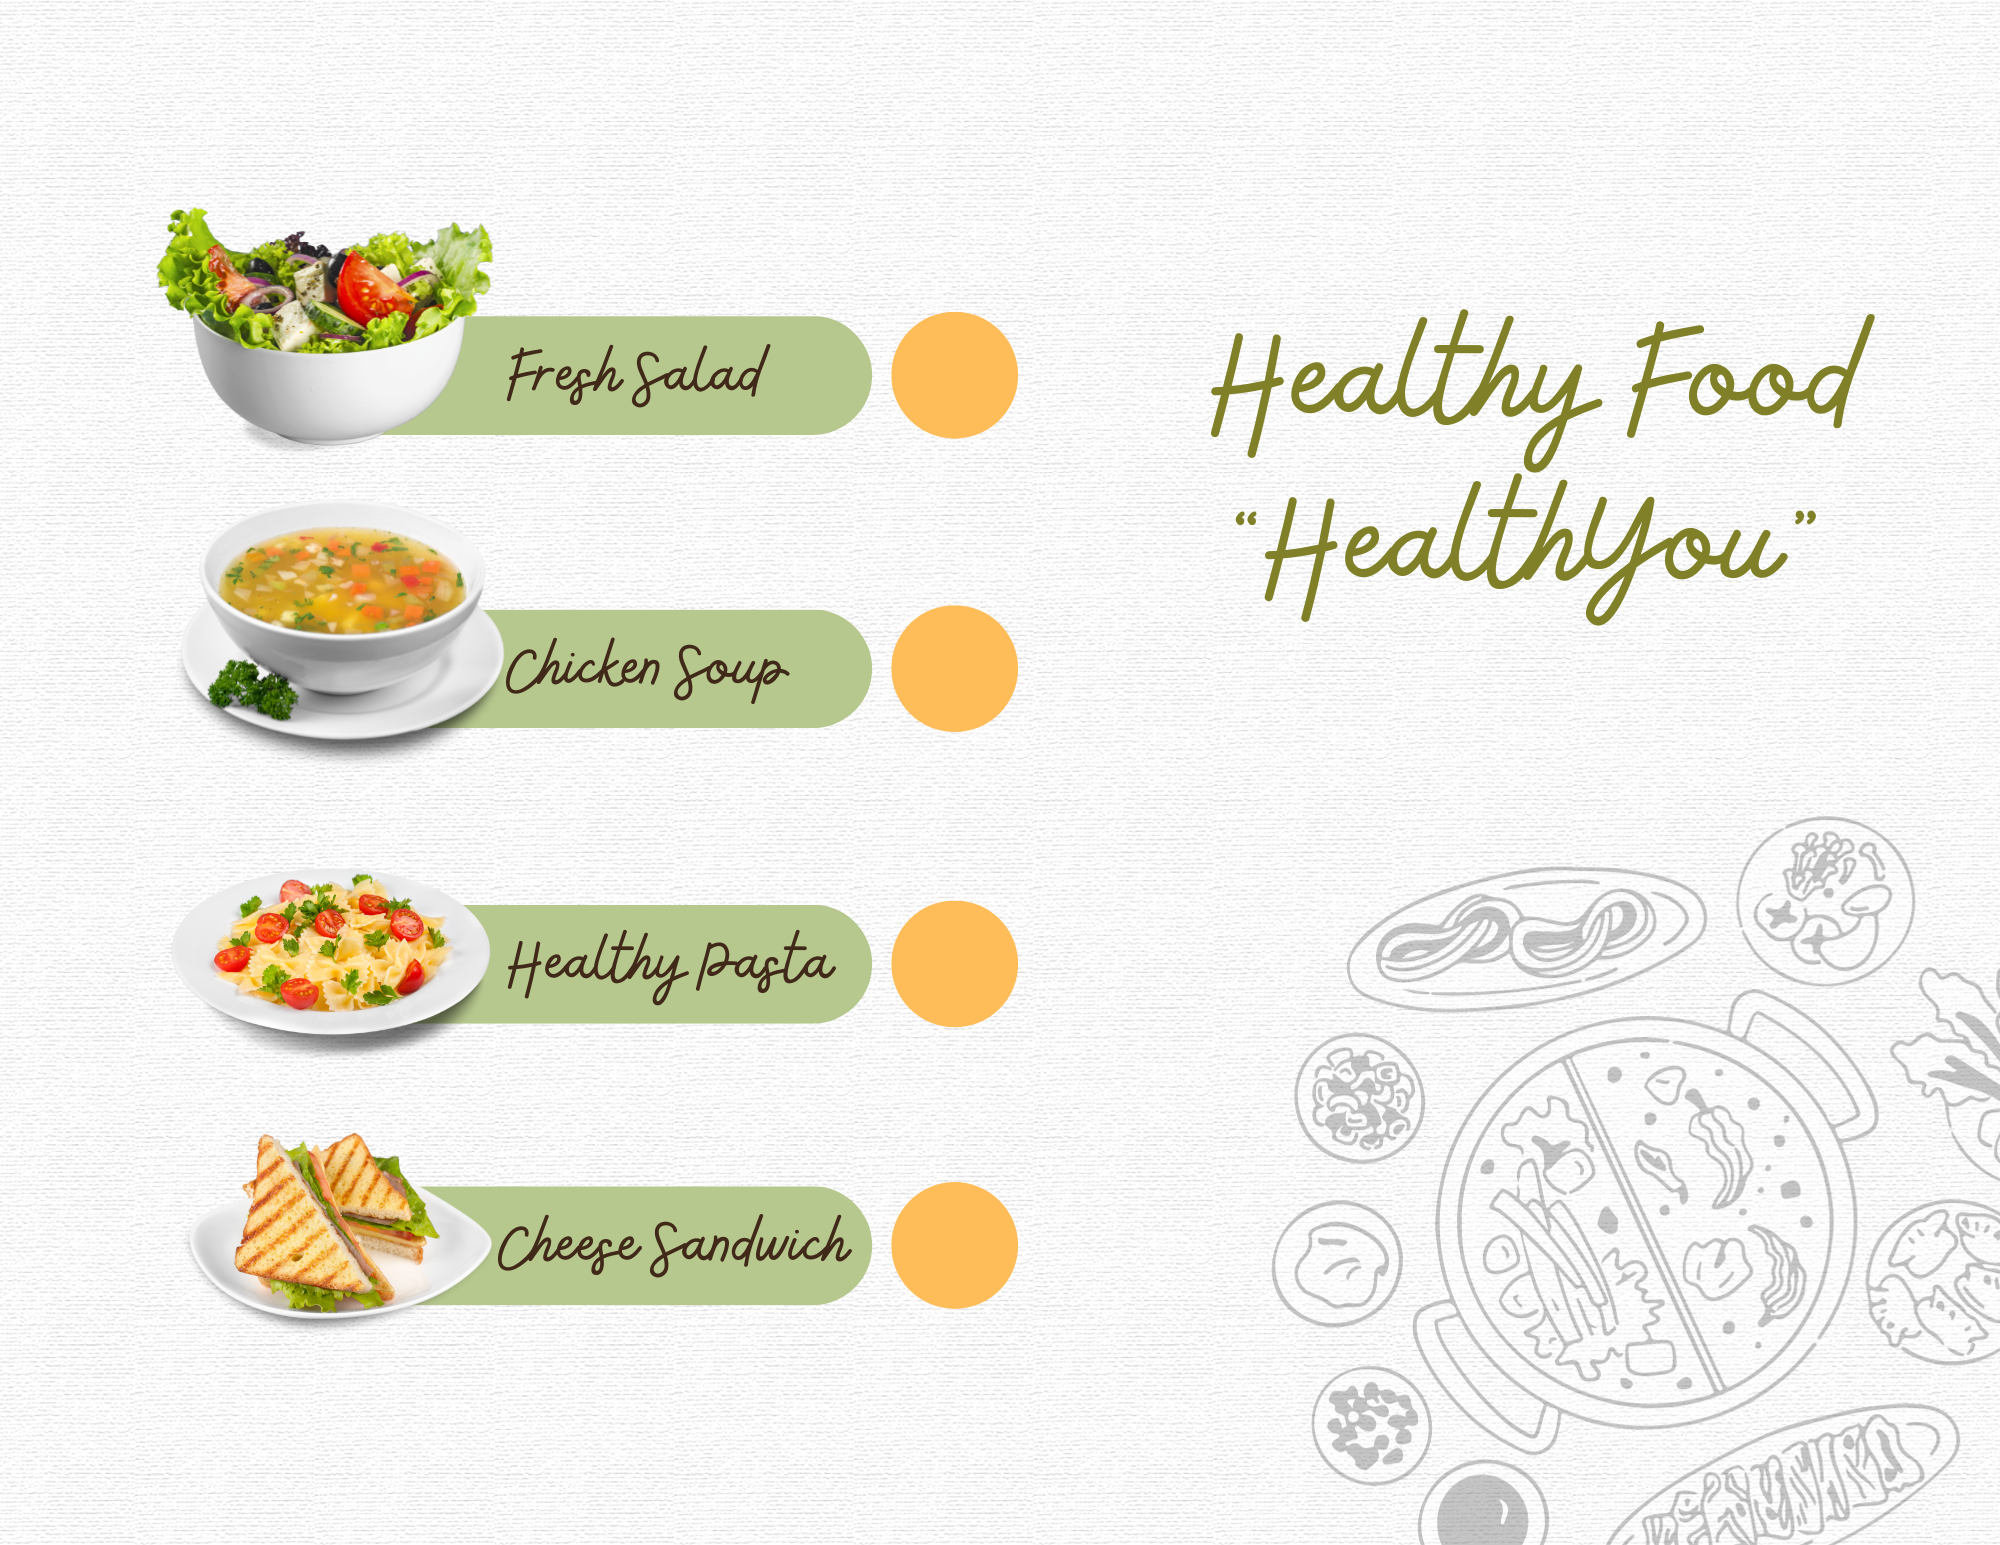 Fresh Salad
Chicken Soup
Healthy Pasta
Cheese Sandwich
Healthy Food
“HealthYou”